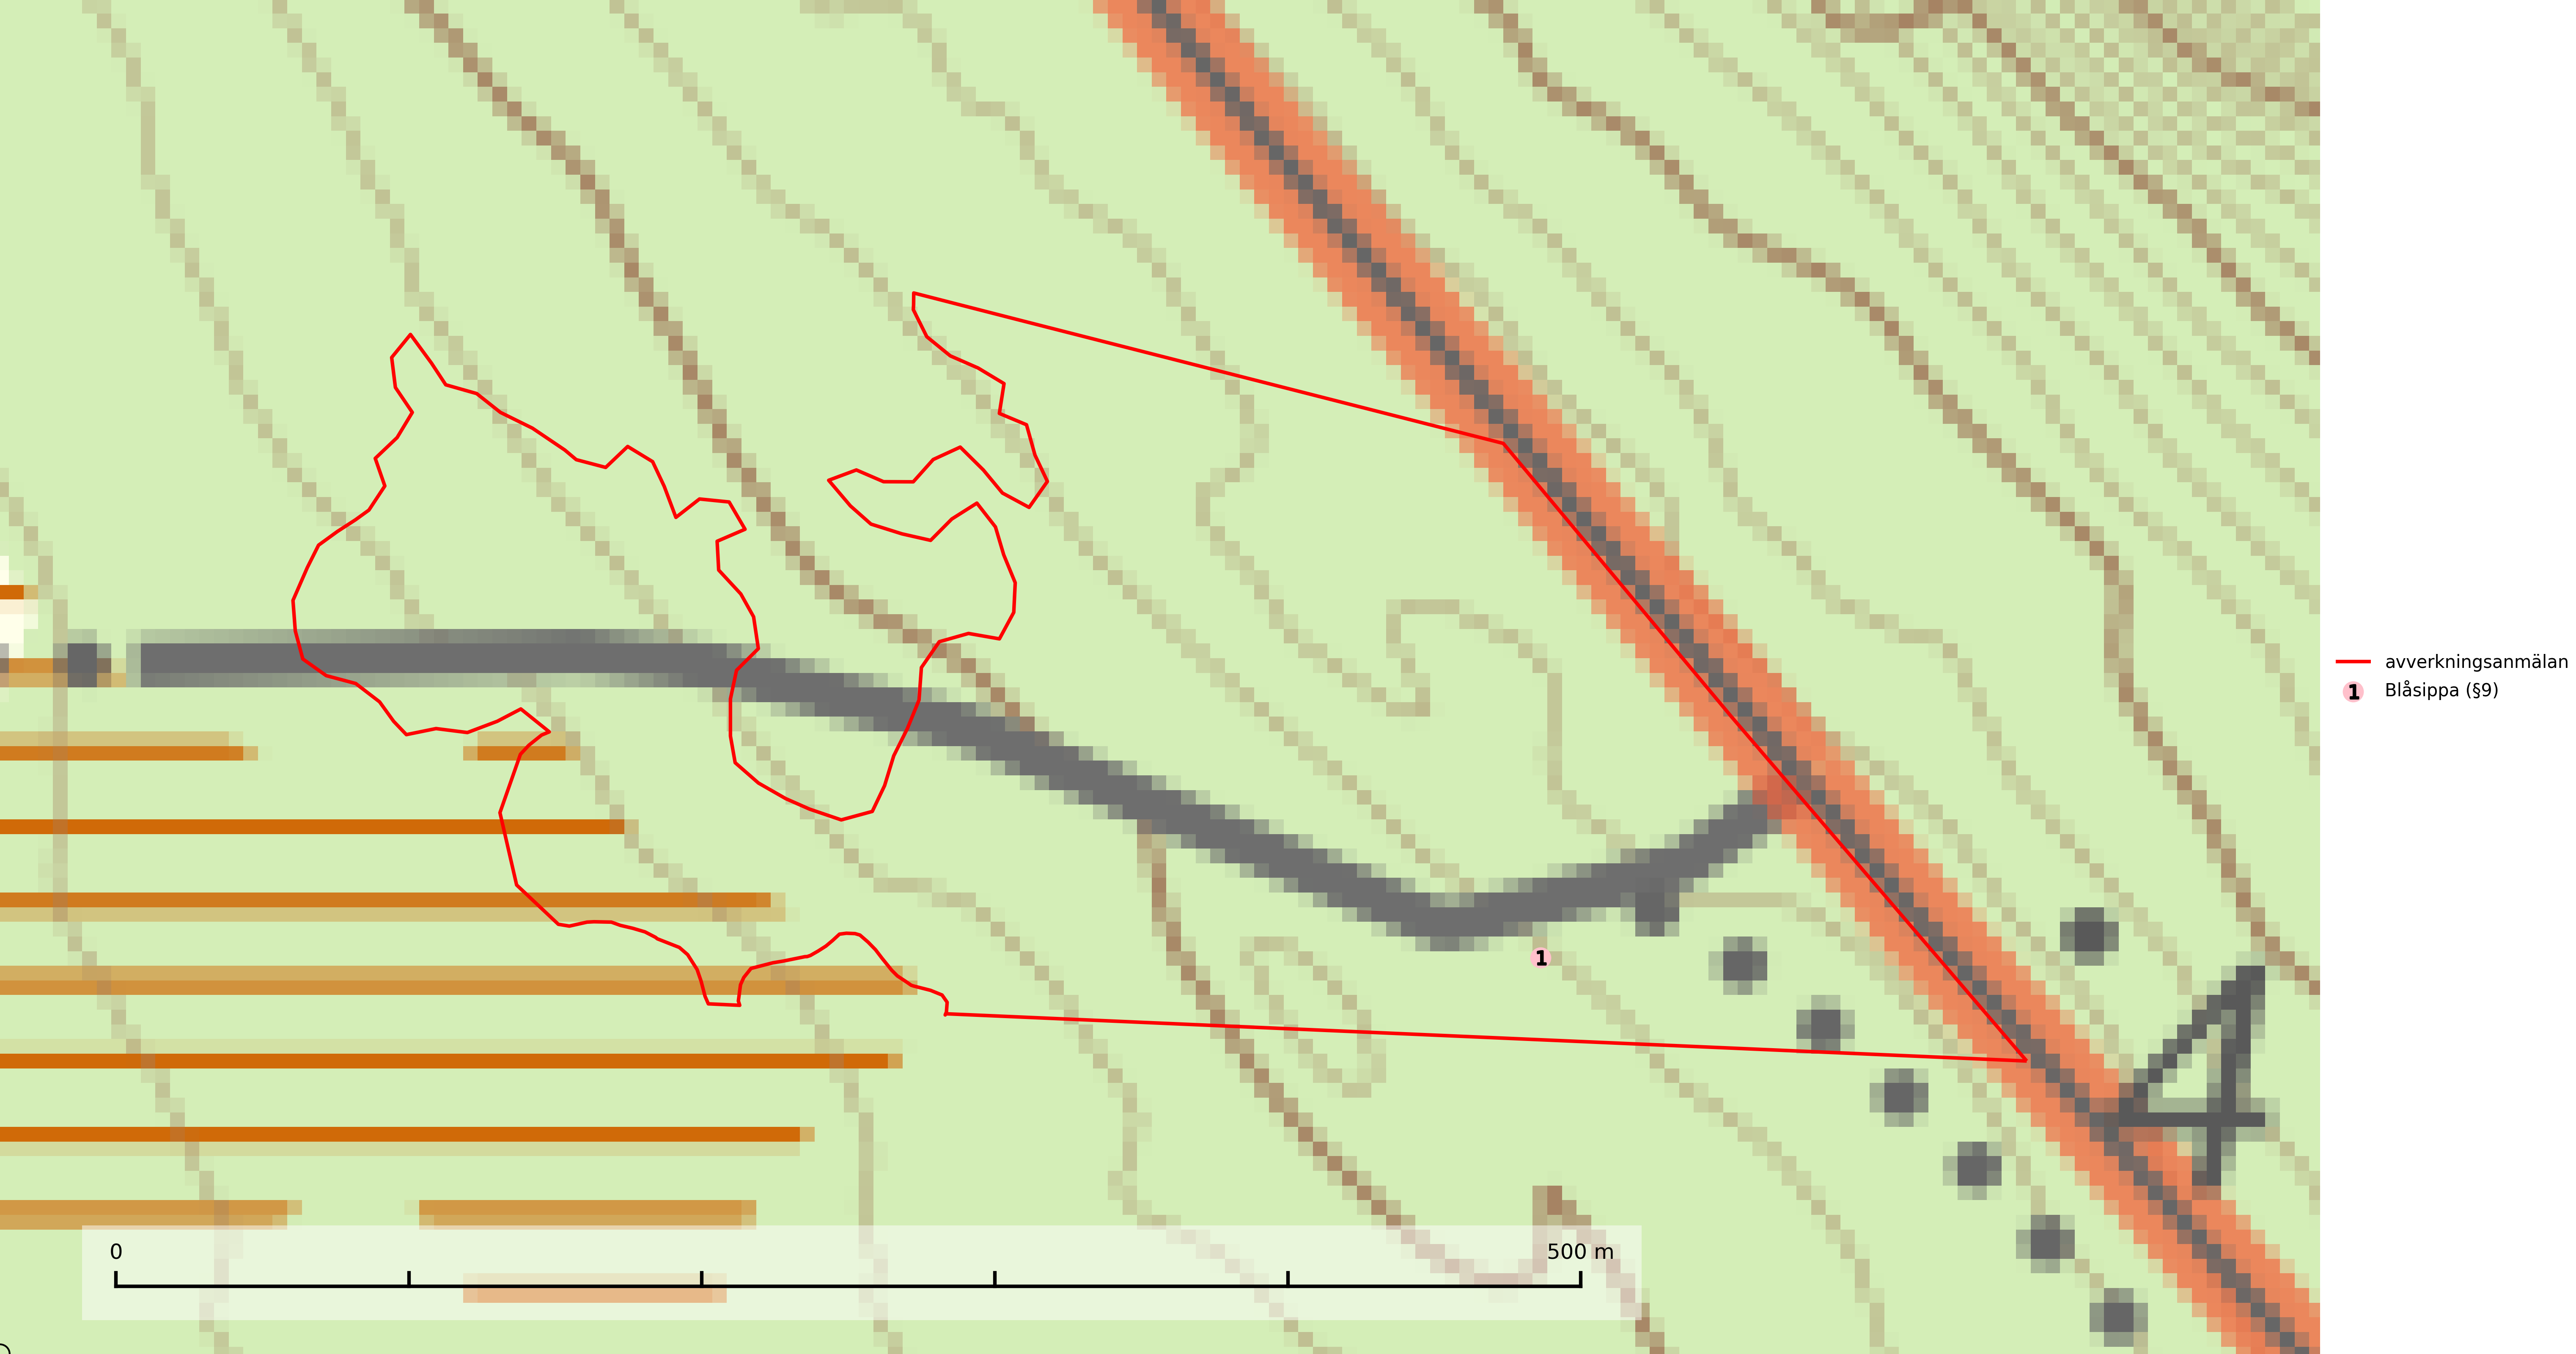 1
0 500 m
avverkningsanmälan
1 Blåsippa (§9)